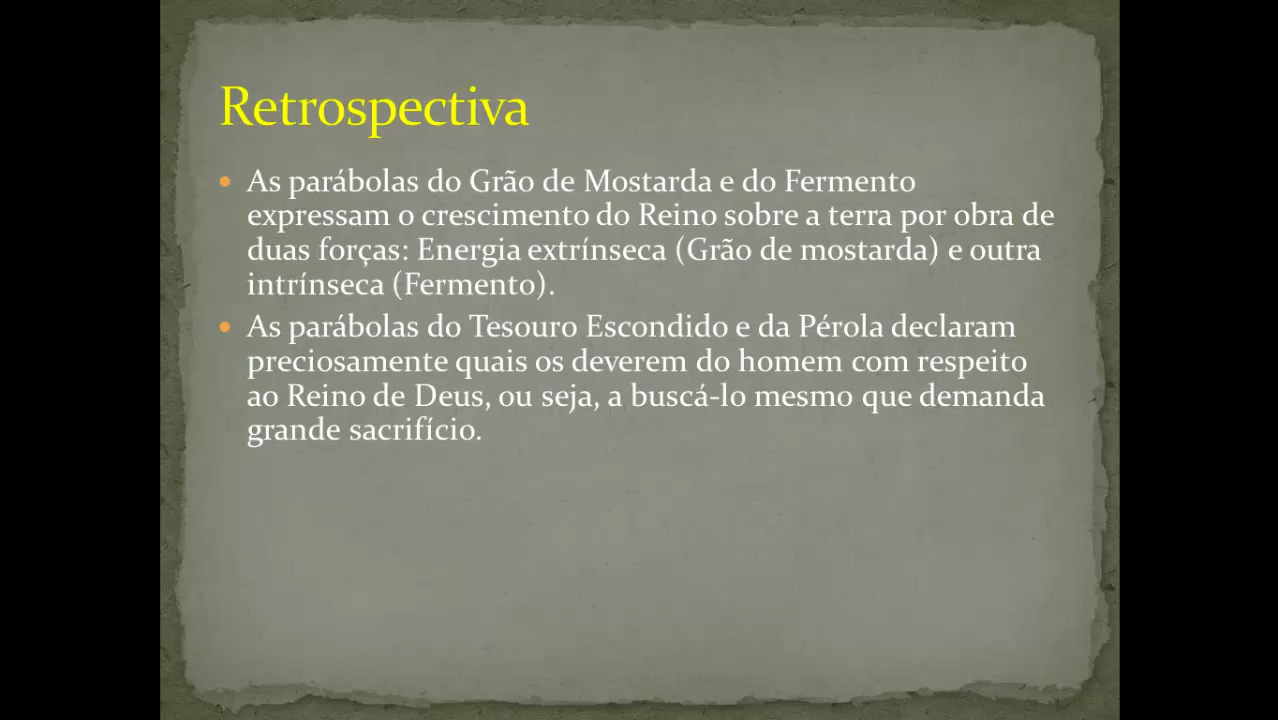 Retrospectiva
• As parábolas do Grão de Mostarda e do Fermento
expressam o crescimento do Reino sobre a terra por obra de
duas forças: Energia extrínseca (Grão de mostarda) e outra
intrínseca (Fermento).
• As parábolas do Tesouro Escondido e da Pérola declaram
preciosamente quais os deverem do homem com respeito
ao Reino de Deus, ou seja, a buscá-lo mesmo que demanda
grande sacrifício.